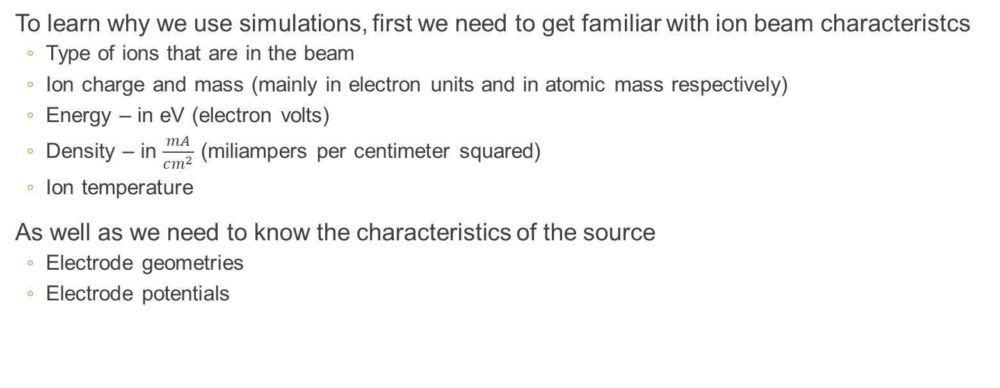 To learn why we use simulations, first we need to get familiar with ion beam characteristcs
◦ Type of ions that are in the beam
◦ Ion charge and mass (mainly in electron units and in atomic mass respectively)
◦ Energy – in eV (electron volts)
◦ Density – in mA/cm² (miliampers per centimeter squared)
◦ Ion temperature
As well as we need to know the characteristics of the source
◦ Electrode geometries
◦ Electrode potentials